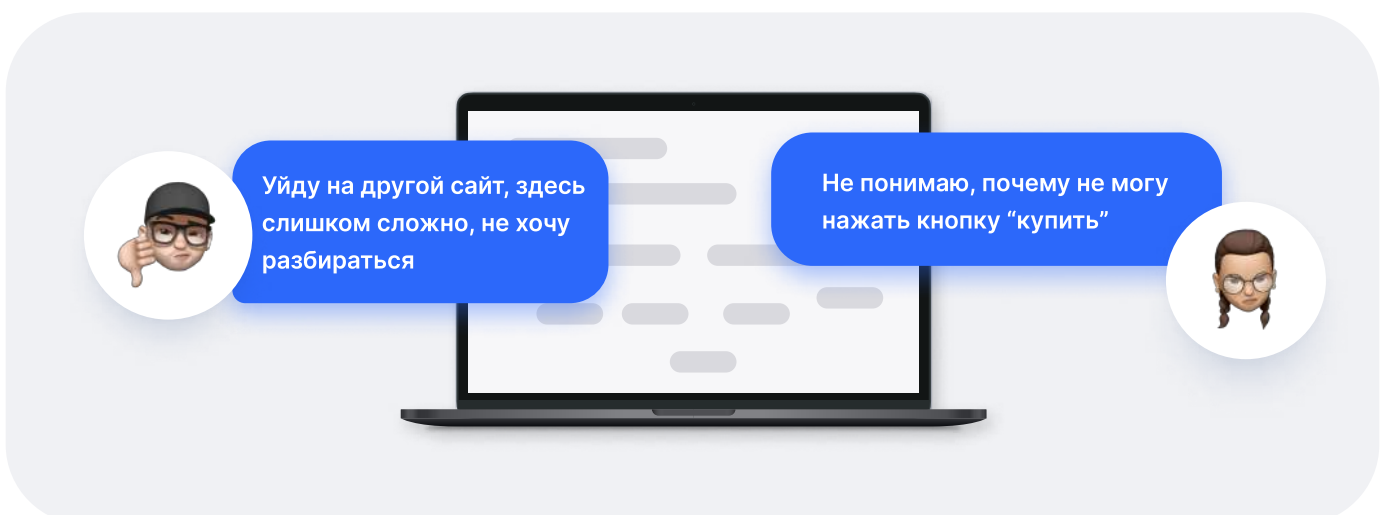 Уйду на другой сайт, здесь
слишком сложно, не хочу
разбираться
Не понимаю, почему не могу
нажать кнопку “купить”